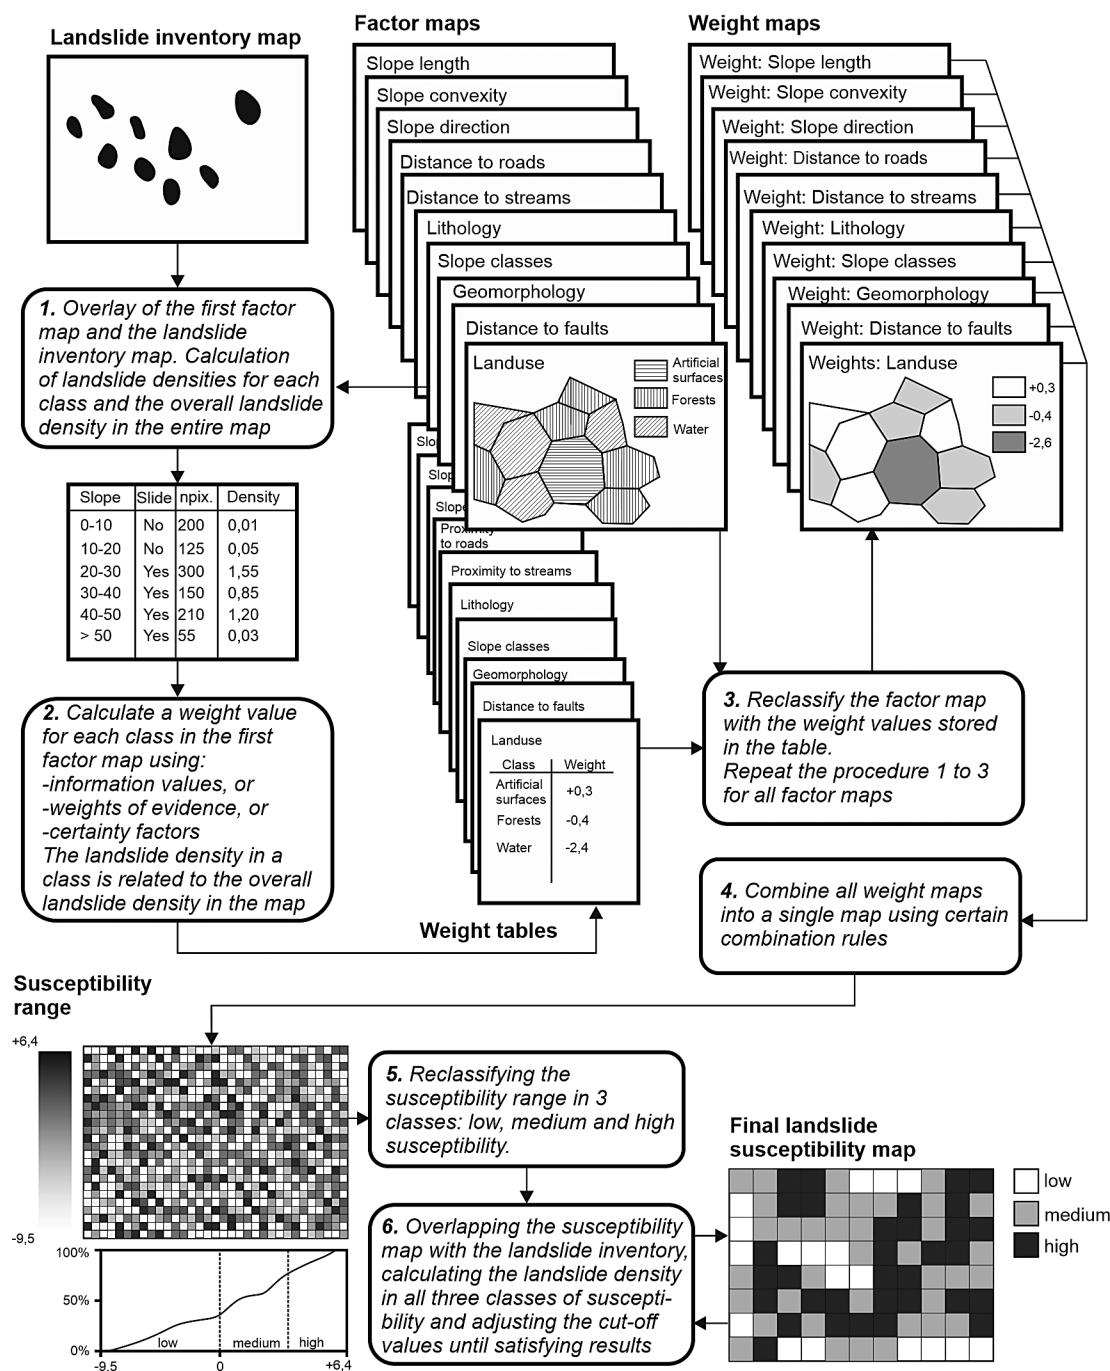 Landslide inventory map
Factor maps
Slope length
Slope convexity
Slope direction
Distance to roads
Distance to streams
Lithology
Slope classes
Geomorphology
Distance to faults
Landuse
Artificial
surfaces
Forests
Water
Weight maps
Weight: Slope length
Weight: Slope convexity
Weight: Slope direction
Weight: Distance to roads
Weight: Distance to streams
Weight: Lithology
Weight: Slope classes
Weight: Geomorphology
Weight: Distance to faults
Weights: Landuse
+0,3
-0,4
-2,6
1. Overlay of the first factor
map and the landslide
inventory map. Calculation
of landslide densities for each
class and the overall landslide
density in the entire map
Slope Slide npix. Density
0-10 No 200 0,01
10-20 No 125 0,05
20-30 Yes 300 1,55
30-40 Yes 150 0,85
40-50 Yes 210 1,20
> 50 Yes 55 0,03
2. Calculate a weight value
for each class in the first
factor map using:
-information values, or
-weights of evidence, or
-certainty factors
The landslide density in a
class is related to the overall
landslide density in the map
Slope
Proximity
to roads
Proximity to streams
Lithology
Slope classes
Geomorphology
Distance to faults
Landuse
Class Weight
Artificial
surfaces +0,3
Forests -0,4
Water -2,4
Weight tables
3. Reclassify the factor map
with the weight values stored
in the table.
Repeat the procedure 1 to 3
for all factor maps
4. Combine all weight maps
into a single map using certain
combination rules
Susceptibility
range
+6,4
-9,5
100%
50%
0%
low medium high
-9.5 0 +6,4
5. Reclassifying the
susceptibility range in 3
classes: low, medium and high
susceptibility.
6. Overlapping the susceptibility
map with the landslide inventory,
calculating the landslide density
in all three classes of suscepti-
bility and adjusting the cut-off
values until satisfying results
Final landslide
susceptibility map
low
medium
high